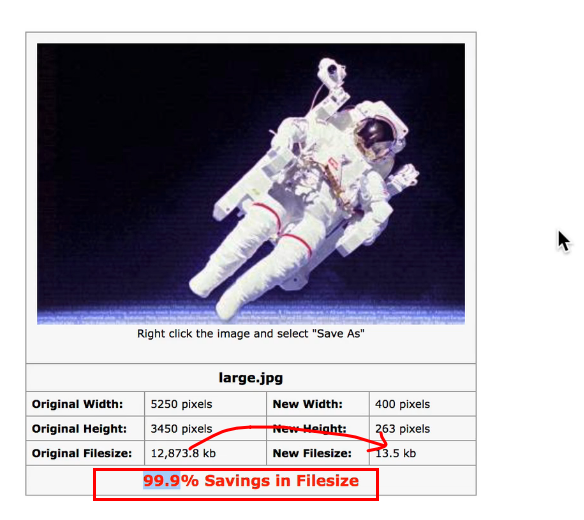 Right click the image and select "Save As"
large.jpg
Original Width: 5250 pixels New Width: 400 pixels
Original Height: 3450 pixels New Height: 263 pixels
Original Filesize: 12,873.8 kb New Filesize: 13.5 kb
99.9% Savings in Filesize